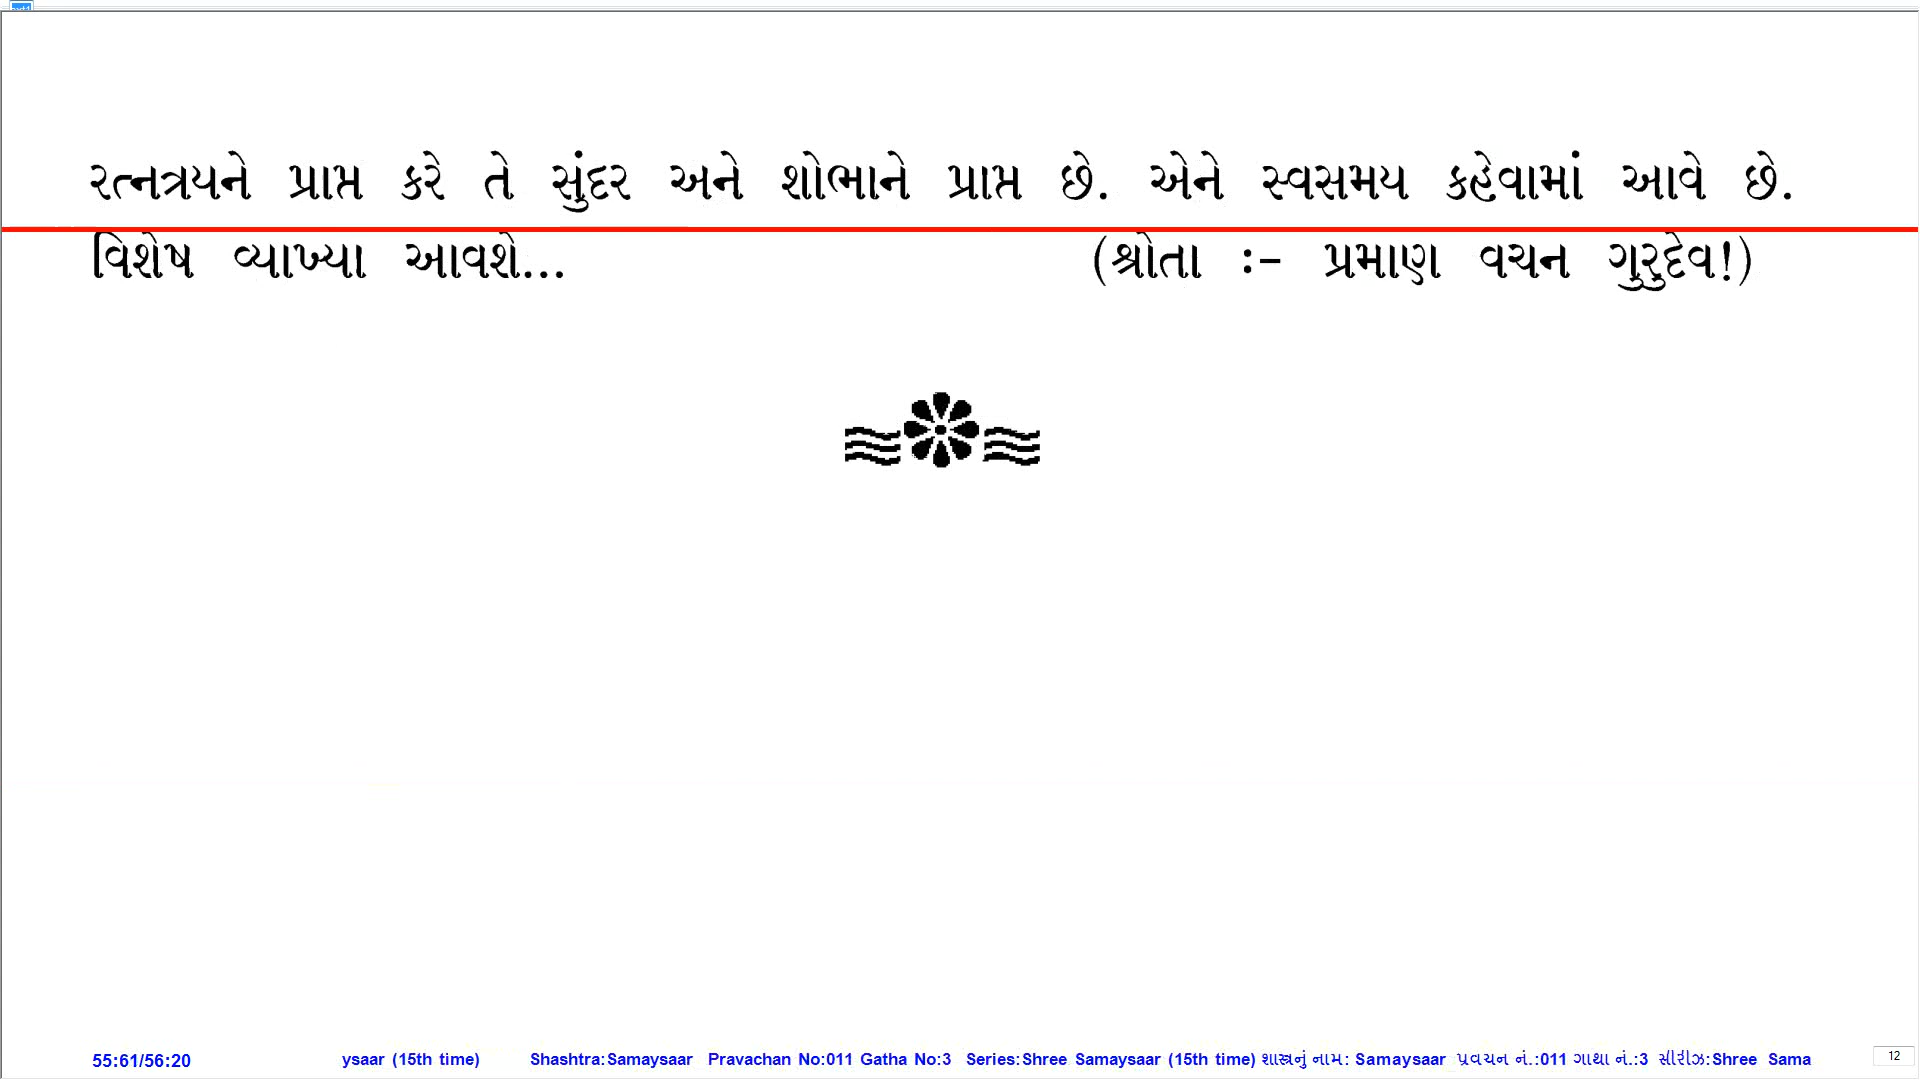 રત્નત્રયને પ્રાપ્ત કરે તે સુંદર અને શોભાને પ્રાપ્ત છે. એને સ્વસમય કહેવામાં આવે છે.
વિશેષ વ્યાખ્યા આવશે... (શ્રોતા :- પ્રમાણ વચન ગુરુદેવ!)
55:61/56:20 ysaar (15th time) Shashtra:Samaysaar Pravachan No:011 Gatha No:3 Series:Shree Samaysaar (15th time) શાસ્ત્રનું નામ: Samaysaar પ્રવચન નં.:011 ગાથા નં.:3 સીરીઝ:Shree Sama 12